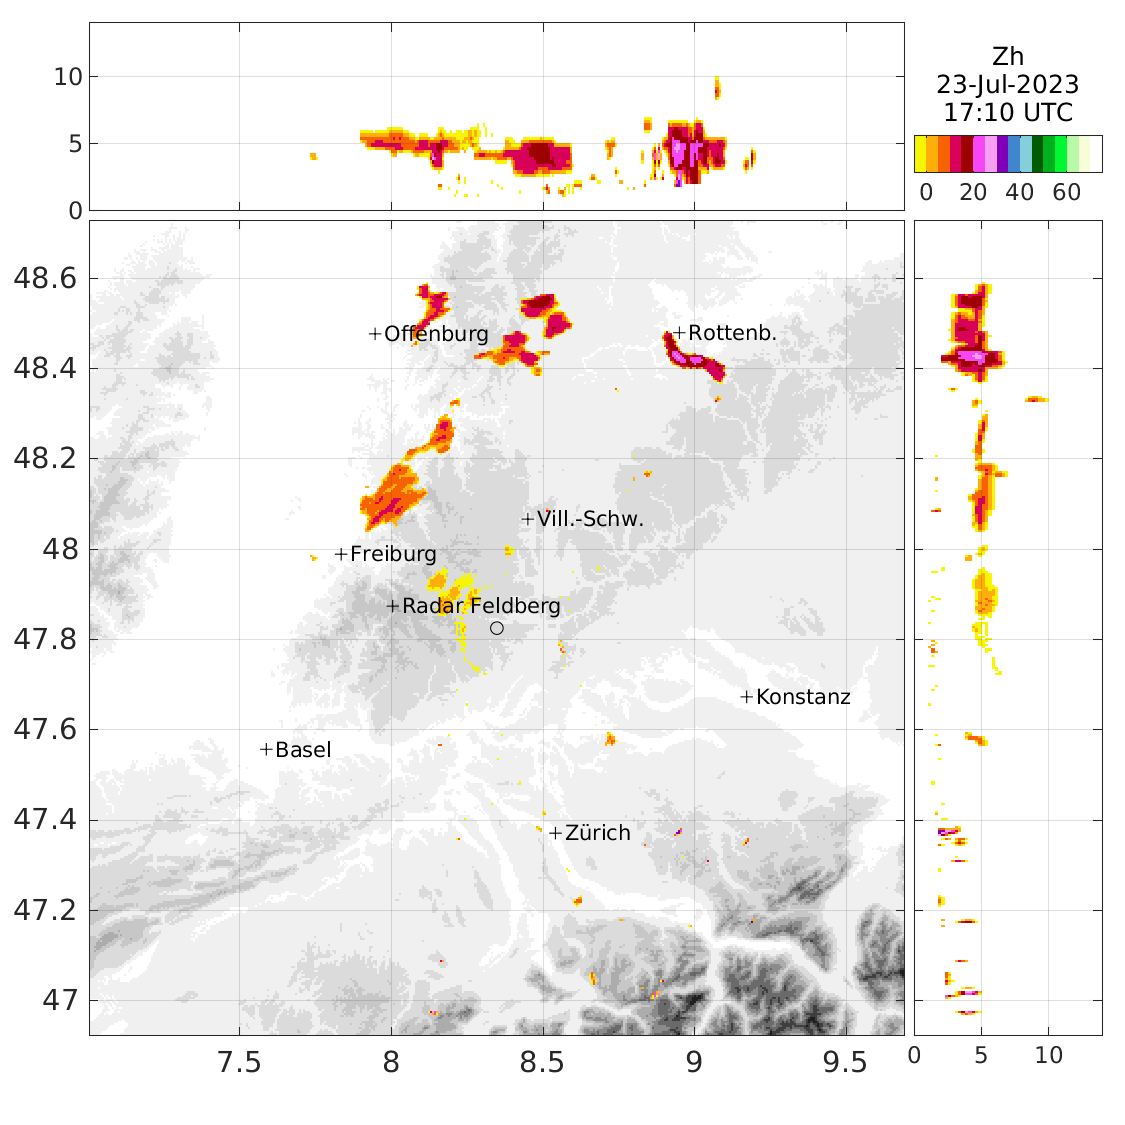 10
5
0
Zh
23-Jul-2023
17:10 UTC
0 20 40 60
48.6
48.4
48.2
48
47.8
47.6
47.4
47.2
47
+Offenburg
+Rottenb.
+Vill.-Schw.
+Freiburg
+Radar Feldberg
+Konstanz
+Basel
+Zürich
7.5 8 8.5 9 9.5
0 5 10